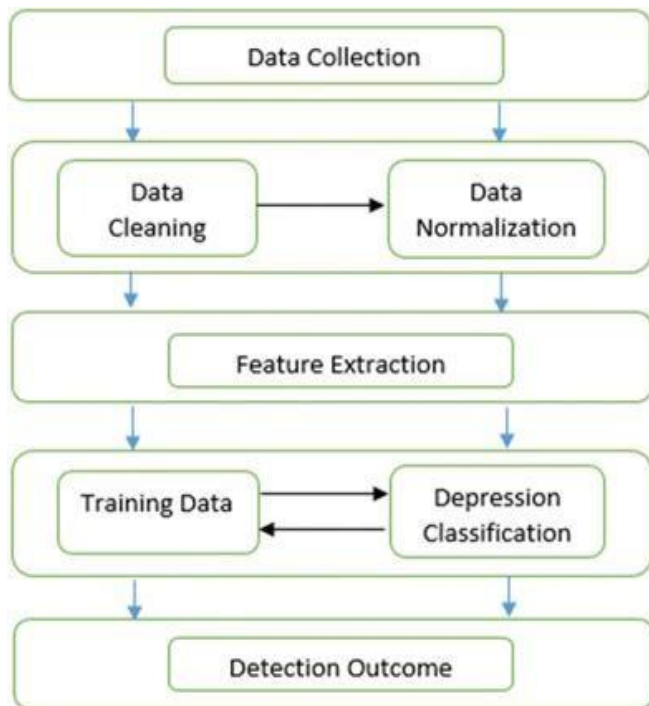 Data Collection
Data
Cleaning
Data
Normalization
Feature Extraction
Training Data
Depression
Classification
Detection Outcome